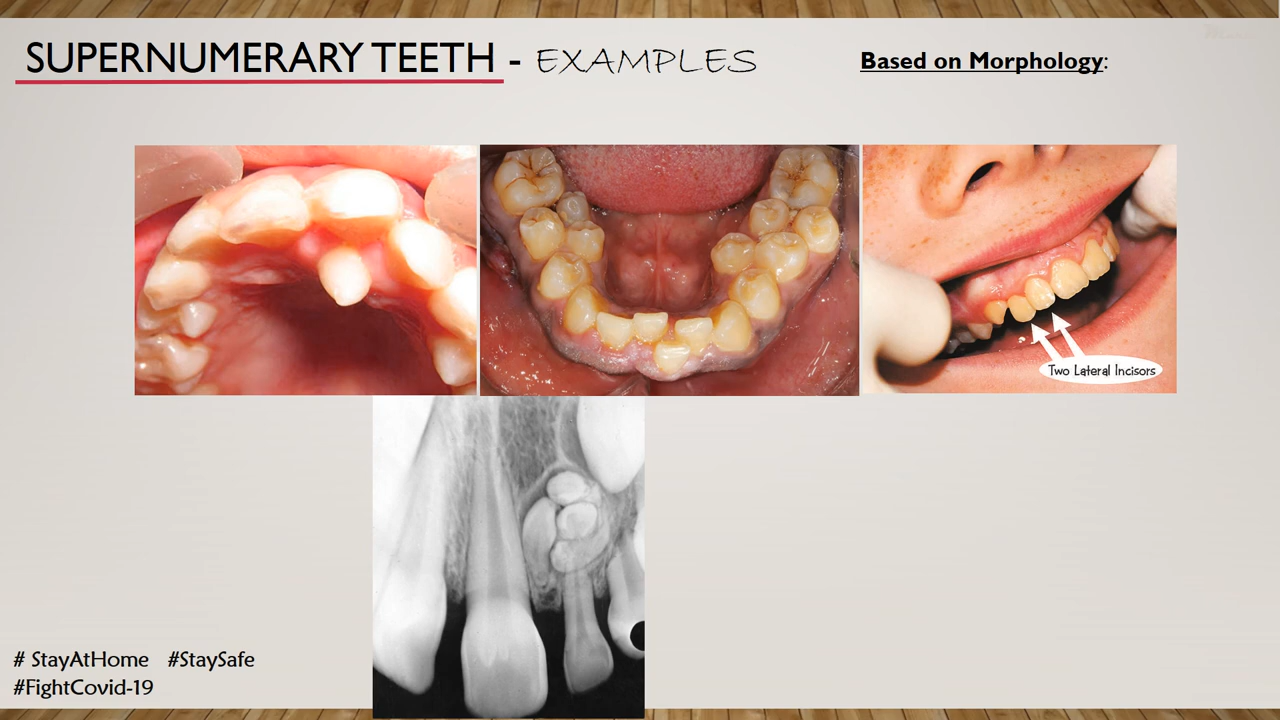 SUPERNUMERARY TEETH - EXAMPLES
Based on Morphology:
Two Lateral Incisors
# StayAtHome #StaySafe
#FightCovid-19